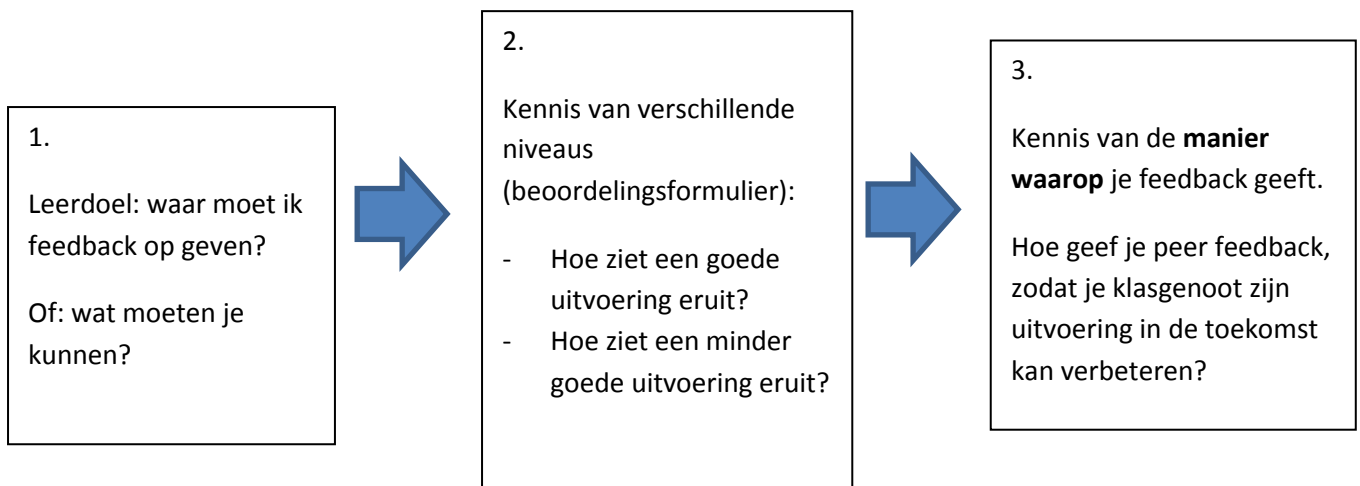 1.
Leerdoel: waar moet ik
feedback op geven?
Of: wat moeten je
kunnen?
2.
Kennis van verschillende
niveaus
(beoordelingsformulier):
- Hoe ziet een goede
uitvoering eruit?
- Hoe ziet een minder
goede uitvoering eruit?
3.
Kennis van de manier
waarop je feedback geeft.
Hoe geef je peer feedback,
zodat je klasgenoot zijn
uitvoering in de toekomst
kan verbeteren?